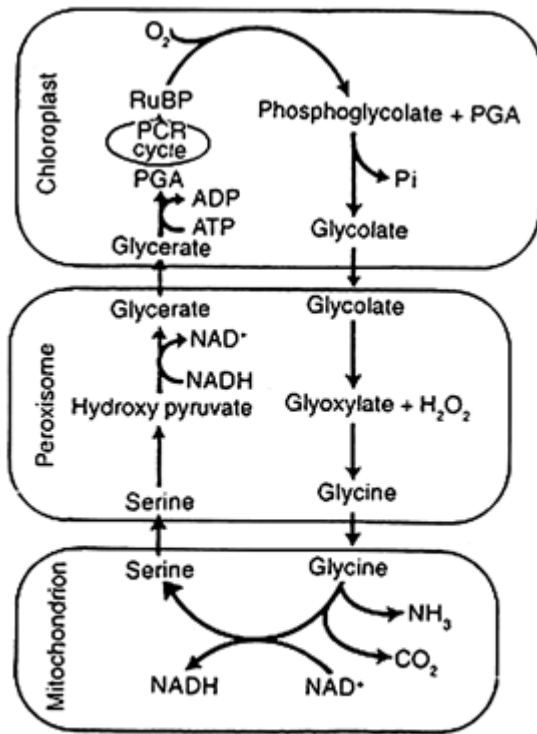 Chloroplast
O₂
RuBP
PCR
cycle
PGA
ADP
ATP
Glycerate
Phosphoglycolate + PGA
Pi
Glycolate
Peroxisome
Glycerate
NAD⁺
NADH
Hydroxy pyruvate
Serine
Glycolate
Glyoxylate + H₂O₂
Glycine
Mitochondrion
Serine
Glycine
NH₃
CO₂
NADH
NAD⁺